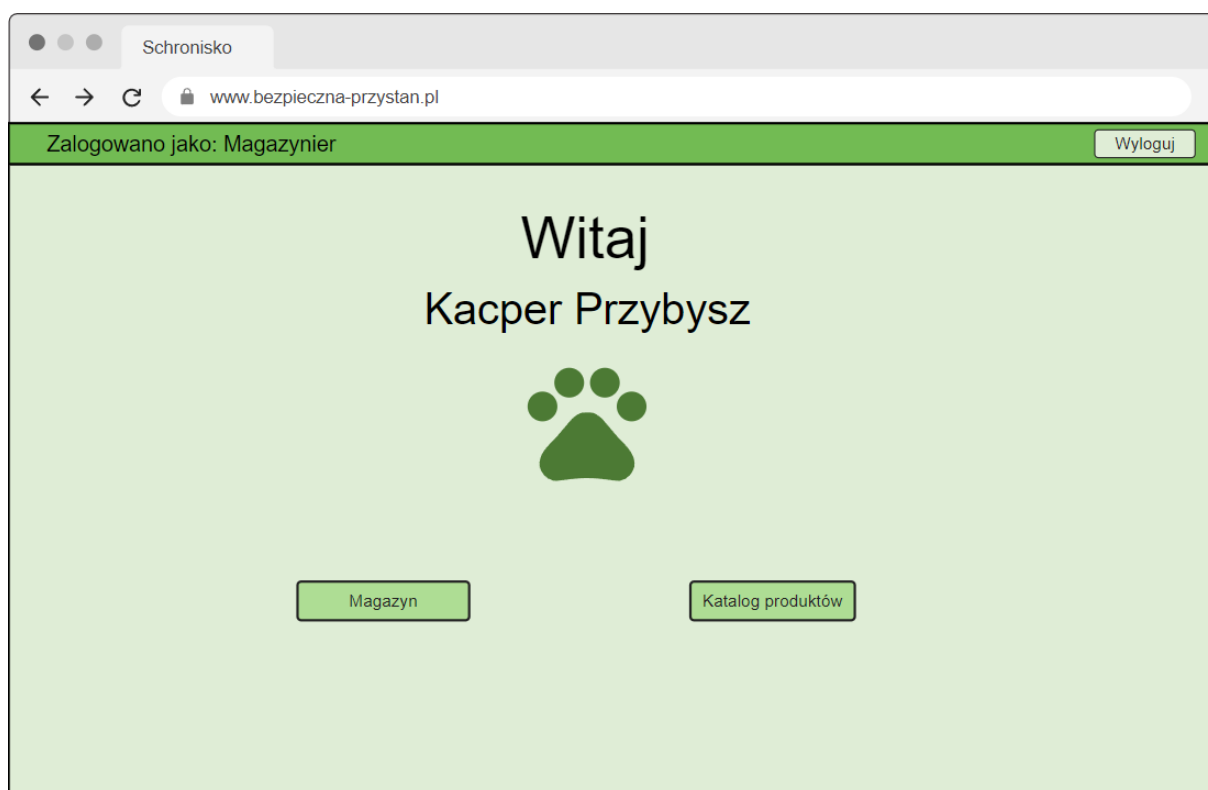 Schronisko
www.bezpieczna-przystan.pl
Zalogowano jako: Magazynier
Wyloguj
Witaj
Kacper Przybysz
Magazyn
Katalog produktów